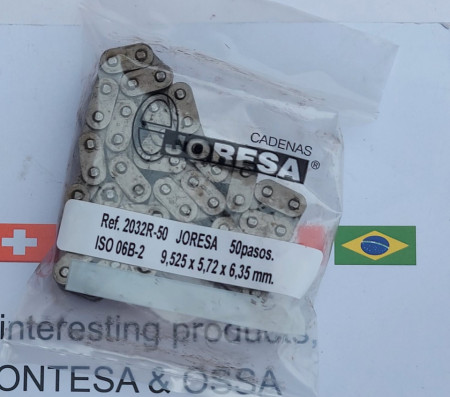 CADENAS
JORESA®
Ref. 2032R-50 JORESA 50pasos.
ISO 06B-2 9,525 x 5,72 x 6,35 mm.
interesting products,
ONTESA & OSSA